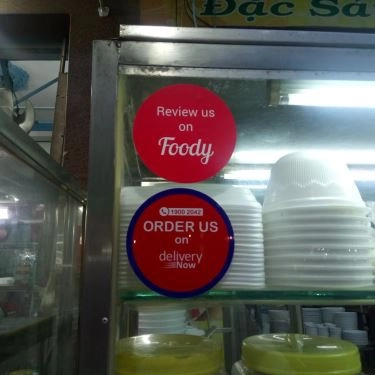 Đặc Sả
Review us
on
Foody
1900 2042
ORDER US
on
delivery
Now